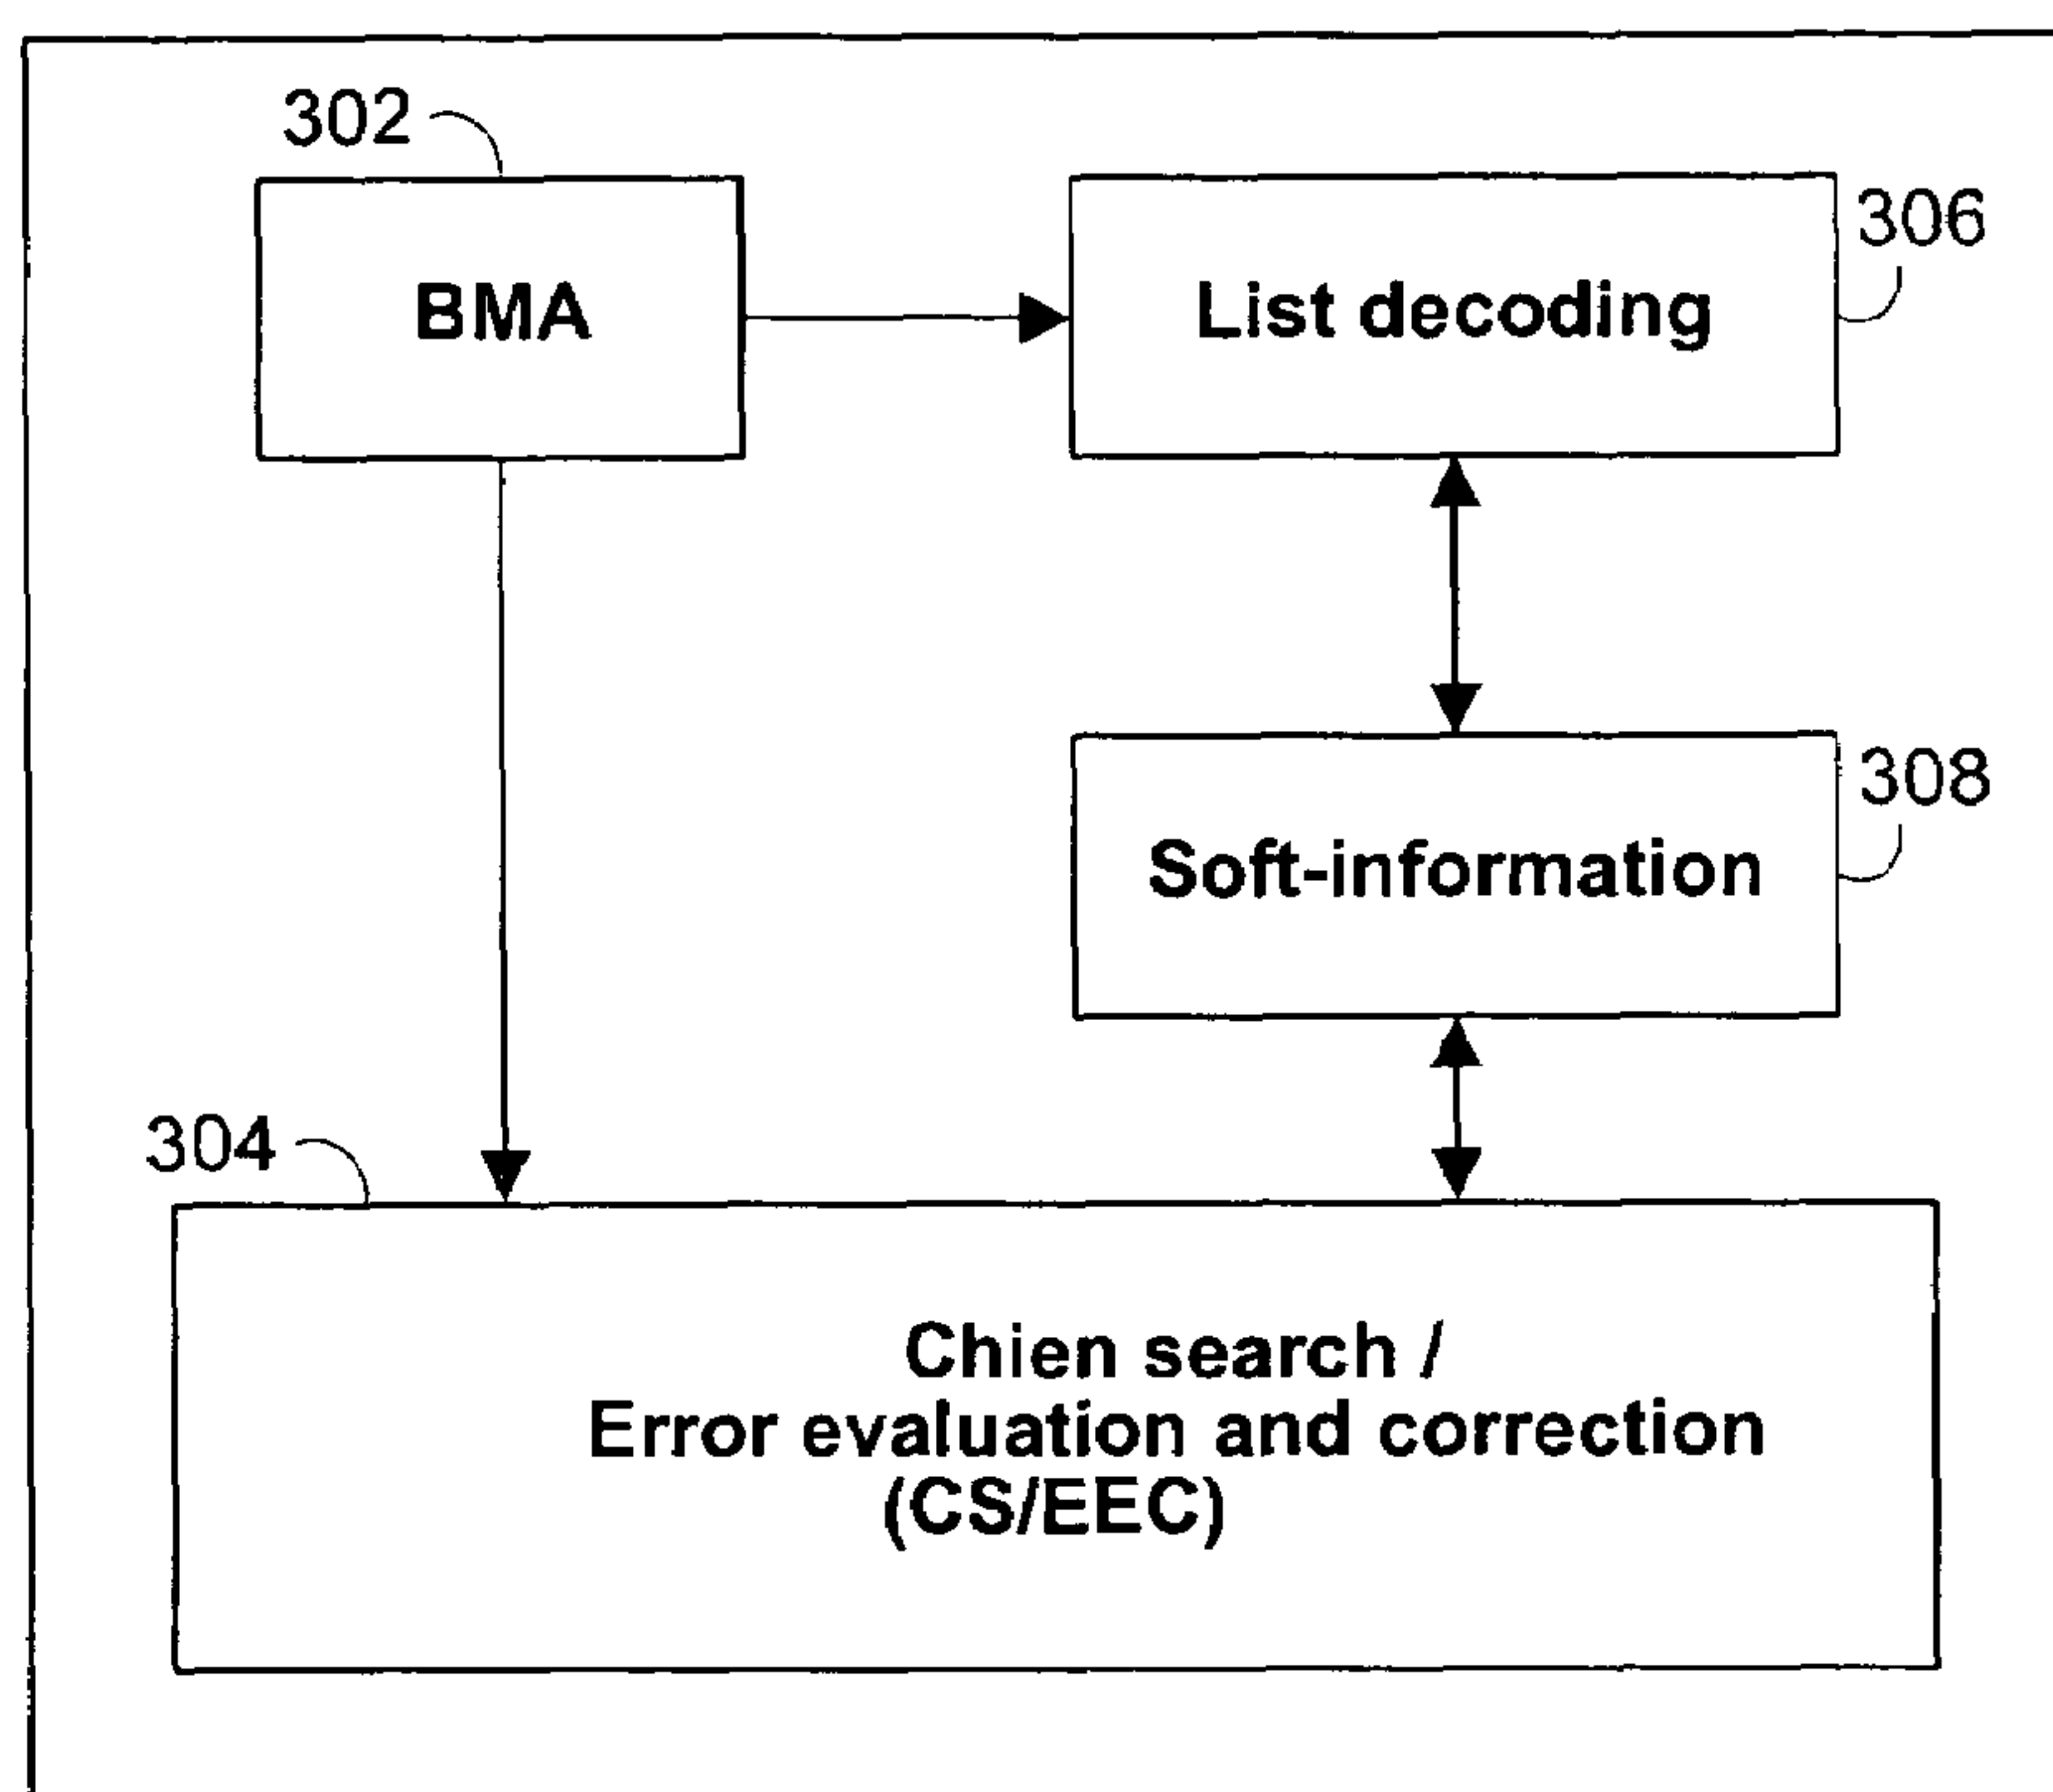 302
BMA
List decoding
306
Soft-information
308
304
Chien search /
Error evaluation and correction
(CS/EEC)